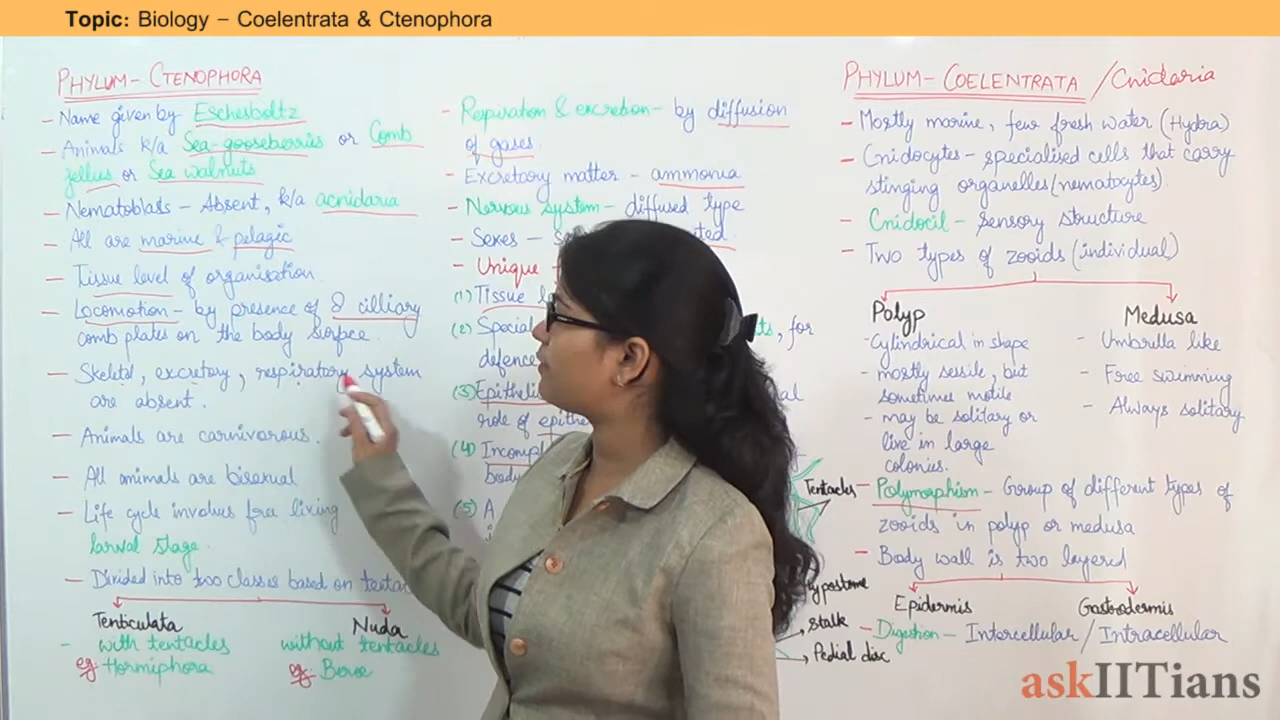 Topic: Biology – Coelentrata & Ctenophora
PHYLUM – CTENOPHORA
– Name given by Eschesboltz
– Animals k/a Sea-gooseberries or Comb
jellies or Sea walnuts
– Nematoblasts – Absent, k/a acnidaria
– All are marine & pelagic
– Tissue level of organisation.
– Locomotion – by presence of 8 cilliary
comb plates on the body surface.
– Skeletal, excretory, respiratory system
are absent.
– Animals are carnivorous.
– All animals are bisexual
– Life cycle involves free living
larval stage.
– Divided into two classes based on
Tenticulata
Nuda
– with tentacles
without tentacles
eg Hormiphora
eg. Beroe
– Respiration & excretion – by diffusion
of gases.
– Excretory matter – ammonia
– Nervous system – diffused type
– Sexes –
– Unique
(1) Tissue
(2) Special for
defence
(3)
role of
(4)
body
(5) A
Tentacles
hypostome
Stalk
Pedial disc
PHYLUM – COELENTRATA / Cnidaria
– Mostly marine, few fresh water (Hydra)
– Cnidocytes – specialised cells that carry
stinging organelles (nematocytes).
– Cnidocil – sensory structure
– Two types of zooids (individual)
Polyp
Medusa
- Cylindrical in shape
- mostly sessile, but
sometimes motile
- may be solitary or
live in large
colonies.
- Umbrilla like
- Free swimming
- Always solitary
– Polymorphism – Group of different types of
zooids in polyp or medusa
– Body wall is two layered
Epidermis
Gastrodermis
– Digestion – Intercellular / Intracellular
askIITians